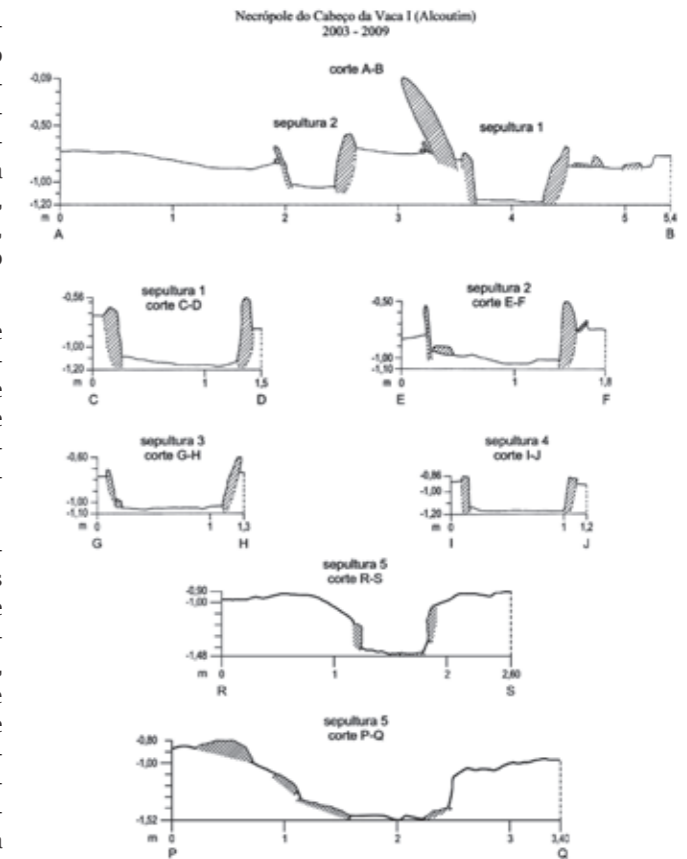 Necrópole do Cabeço da Vaca I (Alcoutim)
2003 - 2009
corte A-B
sepultura 2
sepultura 1
-0,09
-0,50
-1,00
-1,20
m 0 1 2 3 4 5 5,4
A B
sepultura 1
corte C-D
-0,56
-1,00
-1,20
m 0 1 1,5
C D
sepultura 2
corte E-F
-0,50
-1,00
-1,10
m 0 1 1,8
E F
sepultura 3
corte G-H
-0,60
-1,00
-1,10
m 0 1 1,3
G H
sepultura 4
corte I-J
-0,86
-1,00
-1,20
m 0 1 1,2
I J
sepultura 5
corte R-S
-0,90
-1,00
-1,48
m 0 1 2 2,60
R S
sepultura 5
corte P-Q
-0,80
-1,00
-1,52
m 0 1 2 3 3,40
P Q